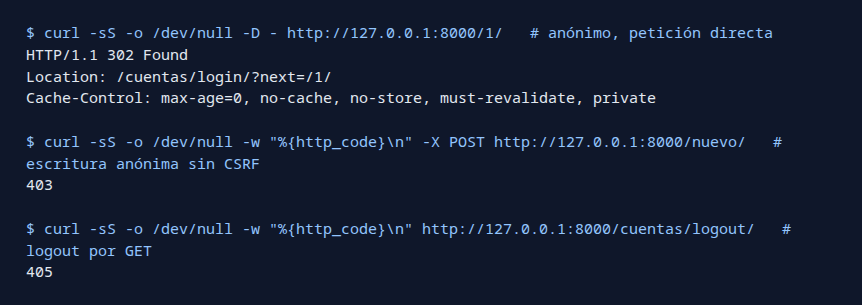 $ curl -sS -o /dev/null -D - http://127.0.0.1:8000/1/   # anónimo, petición directa
HTTP/1.1 302 Found
Location: /cuentas/login/?next=/1/
Cache-Control: max-age=0, no-cache, no-store, must-revalidate, private
$ curl -sS -o /dev/null -w "%{http_code}\n" -X POST http://127.0.0.1:8000/nuevo/   #
escritura anónima sin CSRF
403
$ curl -sS -o /dev/null -w "%{http_code}\n" http://127.0.0.1:8000/cuentas/logout/   #
logout por GET
405